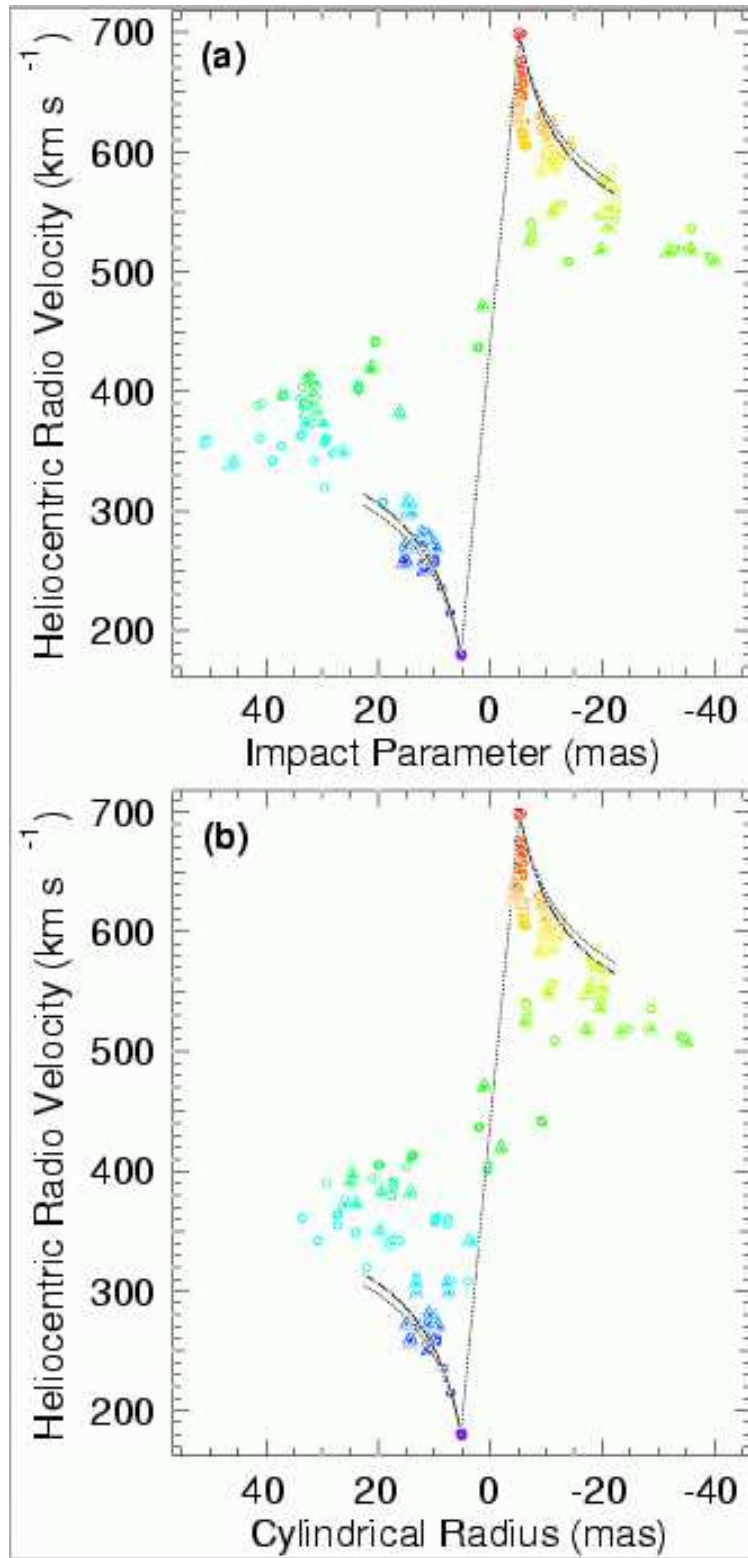 (a)
700
600
500
400
300
200
Heliocentric Radio Velocity (km s -1)
40 20 0 -20 -40
Impact Parameter (mas)
(b)
700
600
500
400
300
200
Heliocentric Radio Velocity (km s -1)
40 20 0 -20 -40
Cylindrical Radius (mas)